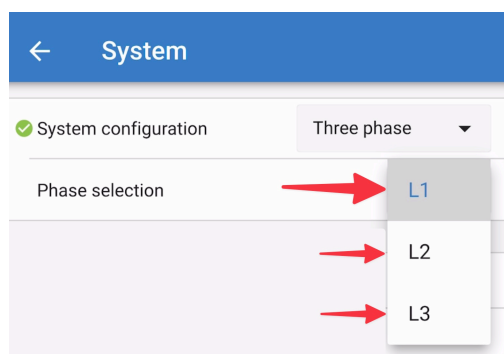 System
System configuration
Three phase
Phase selection
L1
L2
L3